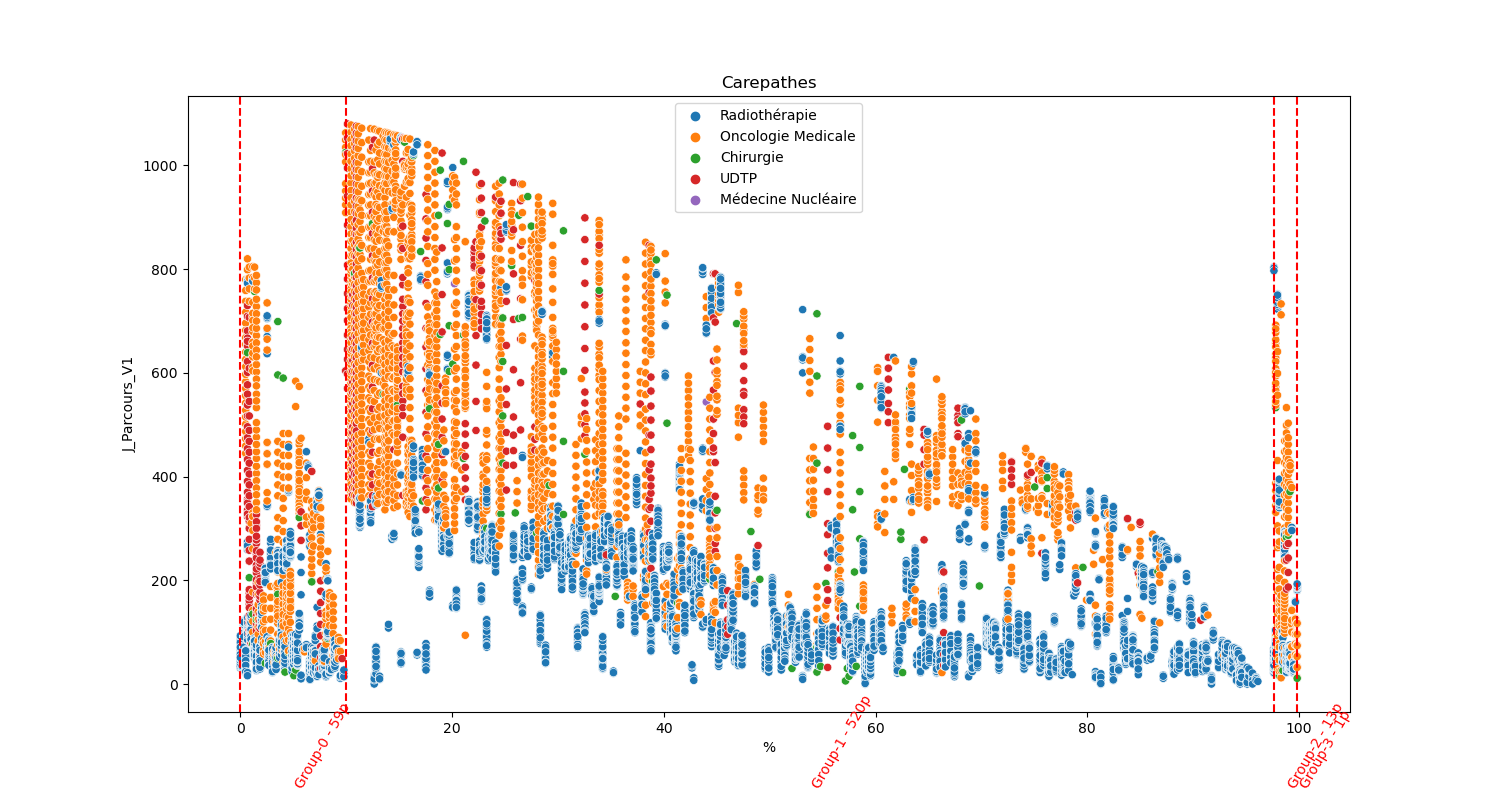 Carepathes
Radiothérapie
Oncologie Medicale
Chirurgie
UDTP
Médecine Nucléaire
J_Parcours_V1
1000
800
600
400
200
0
0 20 40 60 80 100
%
Group-0 - 59p
Group-1 - 520p
Group-2 - 13p
Group-3 - 1p